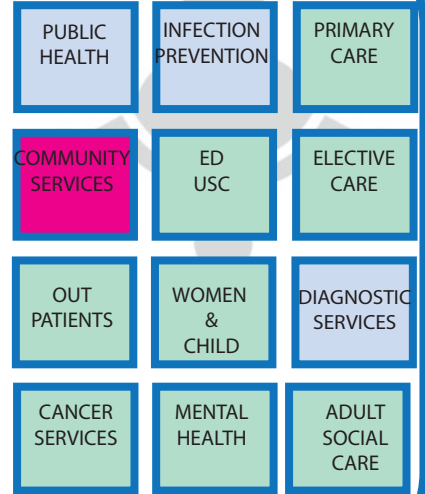 PUBLIC
HEALTH
INFECTION
PREVENTION
PRIMARY
CARE
COMMUNITY
SERVICES
ED
USC
ELECTIVE
CARE
OUT
PATIENTS
WOMEN
&
CHILD
DIAGNOSTIC
SERVICES
CANCER
SERVICES
MENTAL
HEALTH
ADULT
SOCIAL
CARE